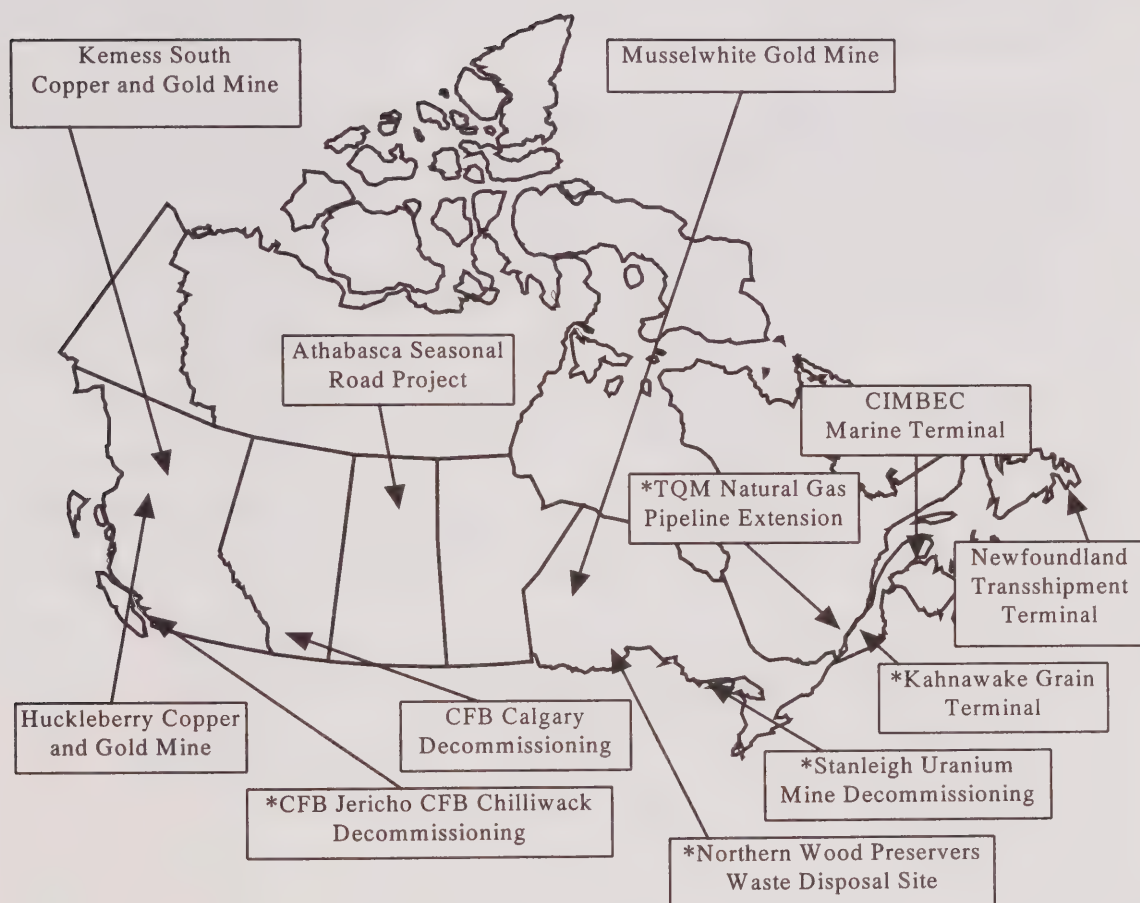 Kemess South
Copper and Gold Mine
Musselwhite Gold Mine
Athabasca Seasonal
Road Project
CIMBEC
Marine Terminal
*TQM Natural Gas
Pipeline Extension
Newfoundland
Transshipment
Terminal
*Kahnawake Grain
Terminal
Huckleberry Copper
and Gold Mine
CFB Calgary
Decommissioning
*Stanleigh Uranium
Mine Decommissioning
*CFB Jericho CFB Chilliwack
Decommissioning
*Northern Wood Preservers
Waste Disposal Site